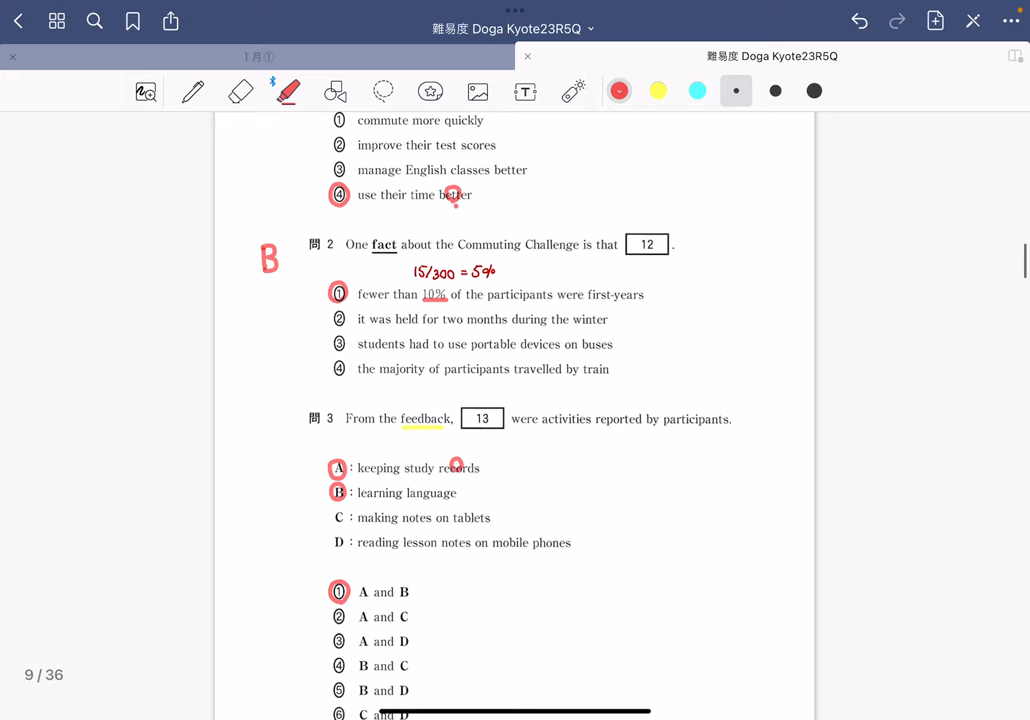 難易度 Doga Kyote23R5Q
1月①
難易度 Doga Kyote23R5Q
① commute more quickly
② improve their test scores
③ manage English classes better
④ use their time better
?
B
問 2 One fact about the Commuting Challenge is that 12 .
15/300 = 5%
① fewer than 10% of the participants were first-years
② it was held for two months during the winter
③ students had to use portable devices on buses
④ the majority of participants travelled by train
問 3 From the feedback, 13 were activities reported by participants.
A : keeping study records
B : learning language
C : making notes on tablets
D : reading lesson notes on mobile phones
① A and B
② A and C
③ A and D
④ B and C
⑤ B and D
⑥ C and D
9 / 36